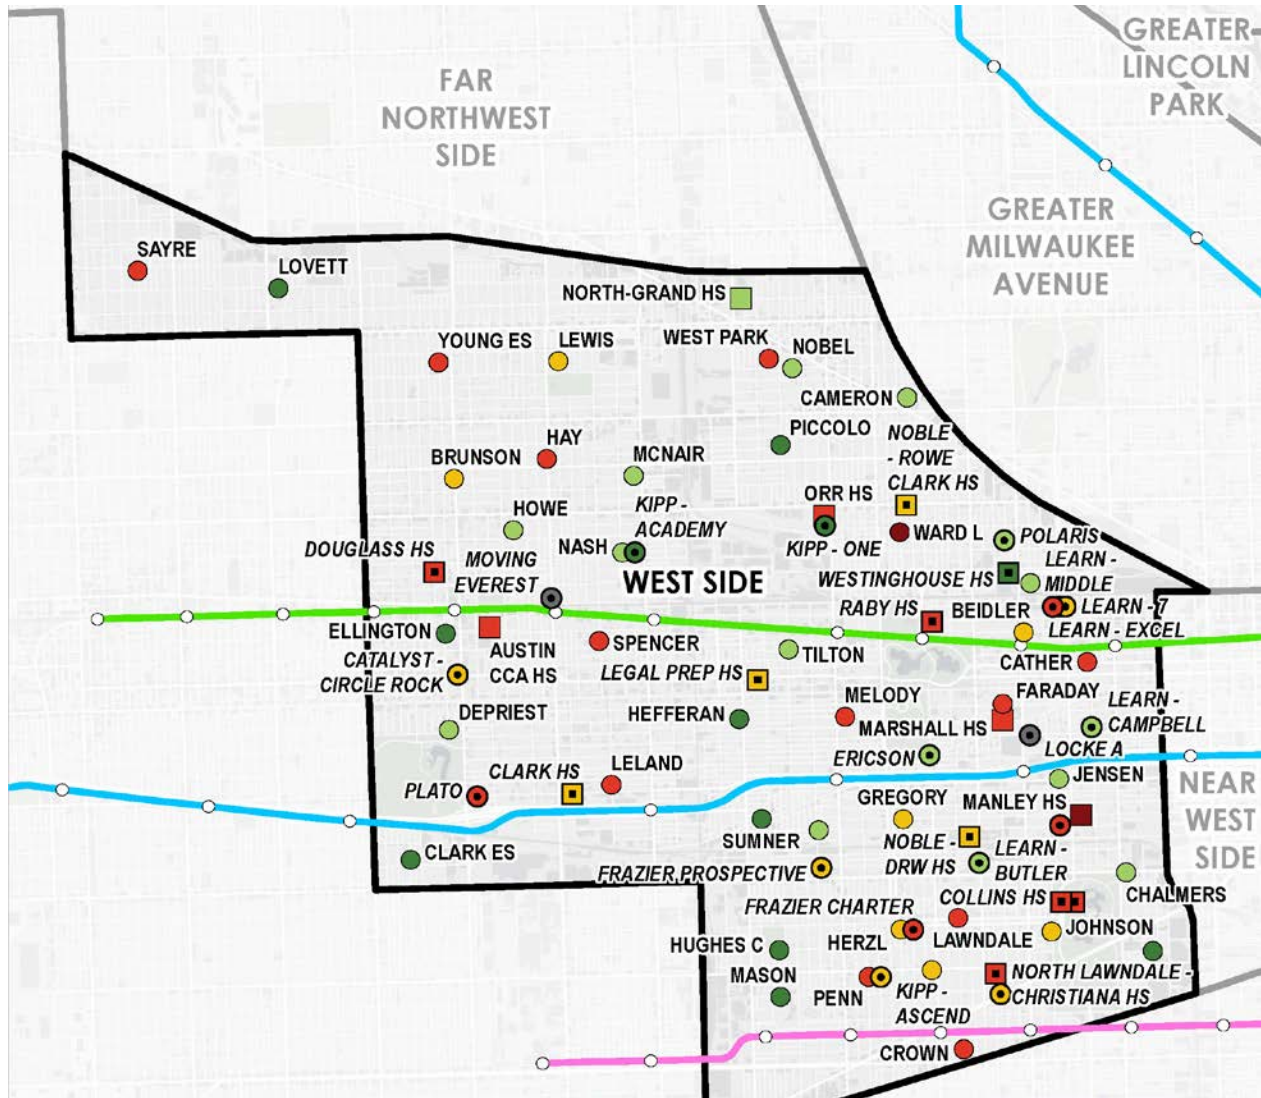 GREATER
LINCOLN
PARK
FAR
NORTHWEST
SIDE
GREATER
MILWAUKEE
AVENUE
SAYRE
LOVETT
NORTH-GRAND HS
YOUNG ES
LEWIS
WEST PARK
NOBEL
CAMERON
PICCOLO
NOBLE
- ROWE
CLARK HS
HAY
BRUNSON
MCNAIR
ORR HS
KIPP -
ACADEMY
HOWE
WARD L
POLARIS
KIPP - ONE
DOUGLASS HS
MOVING
EVEREST
NASH
LEARN -
MIDDLE
WESTINGHOUSE HS
WEST SIDE
RABY HS
BEIDLER
LEARN - 7
LEARN - EXCEL
ELLINGTON
AUSTIN
CCA HS
SPENCER
TILTON
CATHER
CATALYST -
CIRCLE ROCK
LEGAL PREP HS
FARADAY
MELODY
LEARN -
CAMPBELL
DEPRIEST
HEFFERAN
MARSHALL HS
LOCKE A
ERICSON
JENSEN
CLARK HS
LELAND
PLATO
NEAR
WEST
SIDE
GREGORY
MANLEY HS
SUMNER
NOBLE -
DRW HS
LEARN -
BUTLER
CLARK ES
FRAZIER PROSPECTIVE
CHALMERS
COLLINS HS
FRAZIER CHARTER
JOHNSON
HERZL
LAWNDALE
HUGHES C
MASON
PENN
KIPP -
ASCEND
NORTH LAWNDALE -
CHRISTIANA HS
CROWN